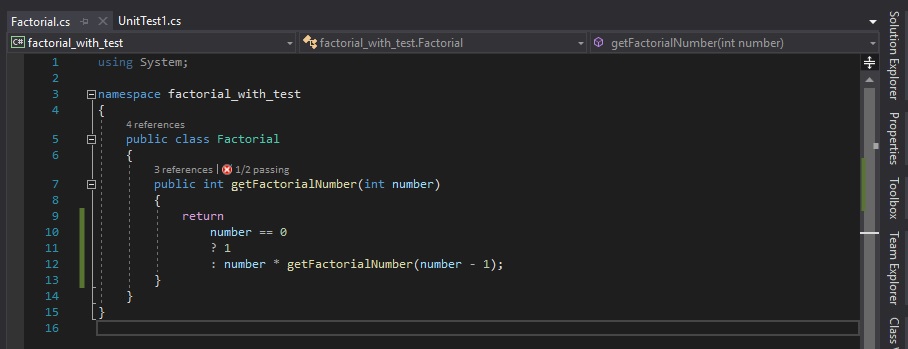 Factorial.cs UnitTest1.cs
C# factorial_with_test factorial_with_test.Factorial getFactorialNumber(int number)
1 using System;
2
3 namespace factorial_with_test
4 {
4 references
5 public class Factorial
6 {
3 references | 1/2 passing
7 public int getFactorialNumber(int number)
8 {
9 return
10 number == 0
11 ? 1
12 : number * getFactorialNumber(number - 1);
13 }
14 }
15 }
16
Solution Explorer
Properties
Toolbox
Team Explorer
Class